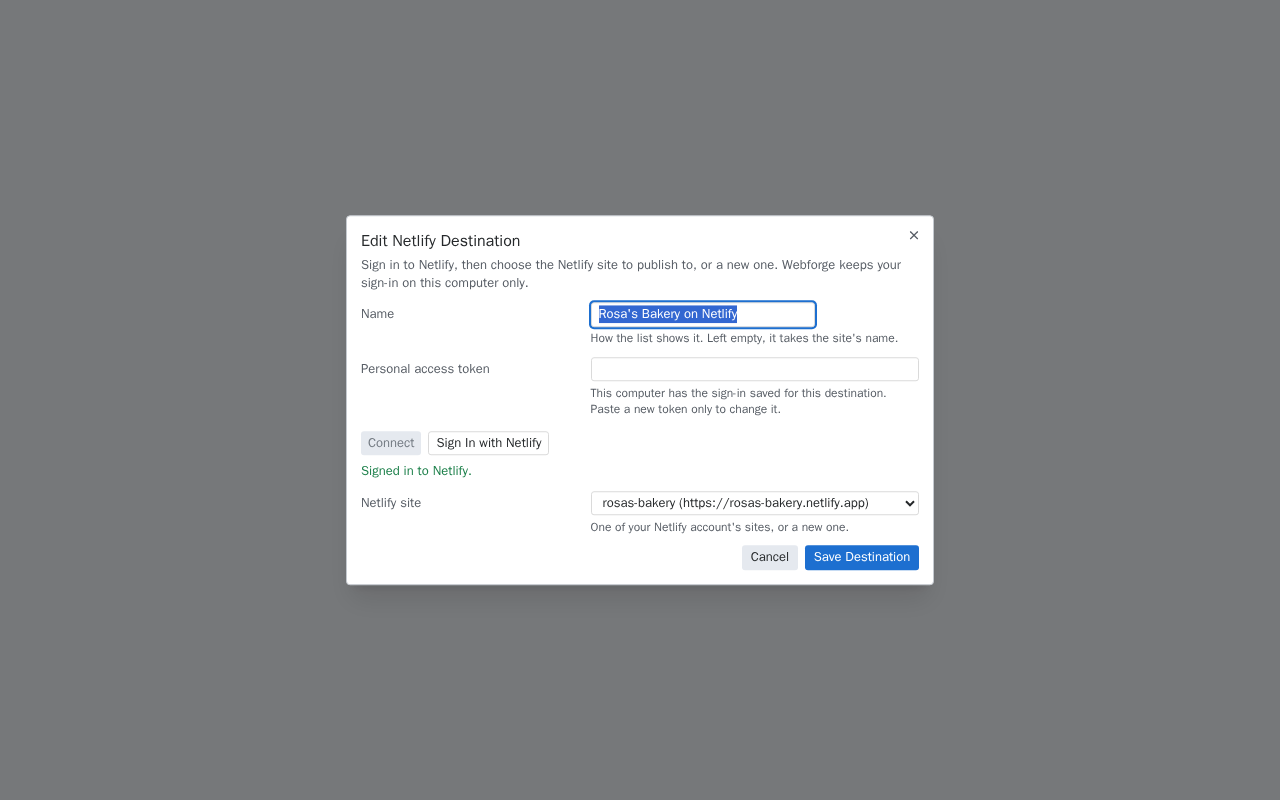 Edit Netlify Destination
×
Sign in to Netlify, then choose the Netlify site to publish to, or a new one. Webforge keeps your
sign-in on this computer only.
Name
Rosa's Bakery on Netlify
How the list shows it. Left empty, it takes the site's name.
Personal access token
This computer has the sign-in saved for this destination.
Paste a new token only to change it.
Connect
Sign In with Netlify
Signed in to Netlify.
Netlify site
rosas-bakery (https://rosas-bakery.netlify.app)
One of your Netlify account's sites, or a new one.
Cancel
Save Destination